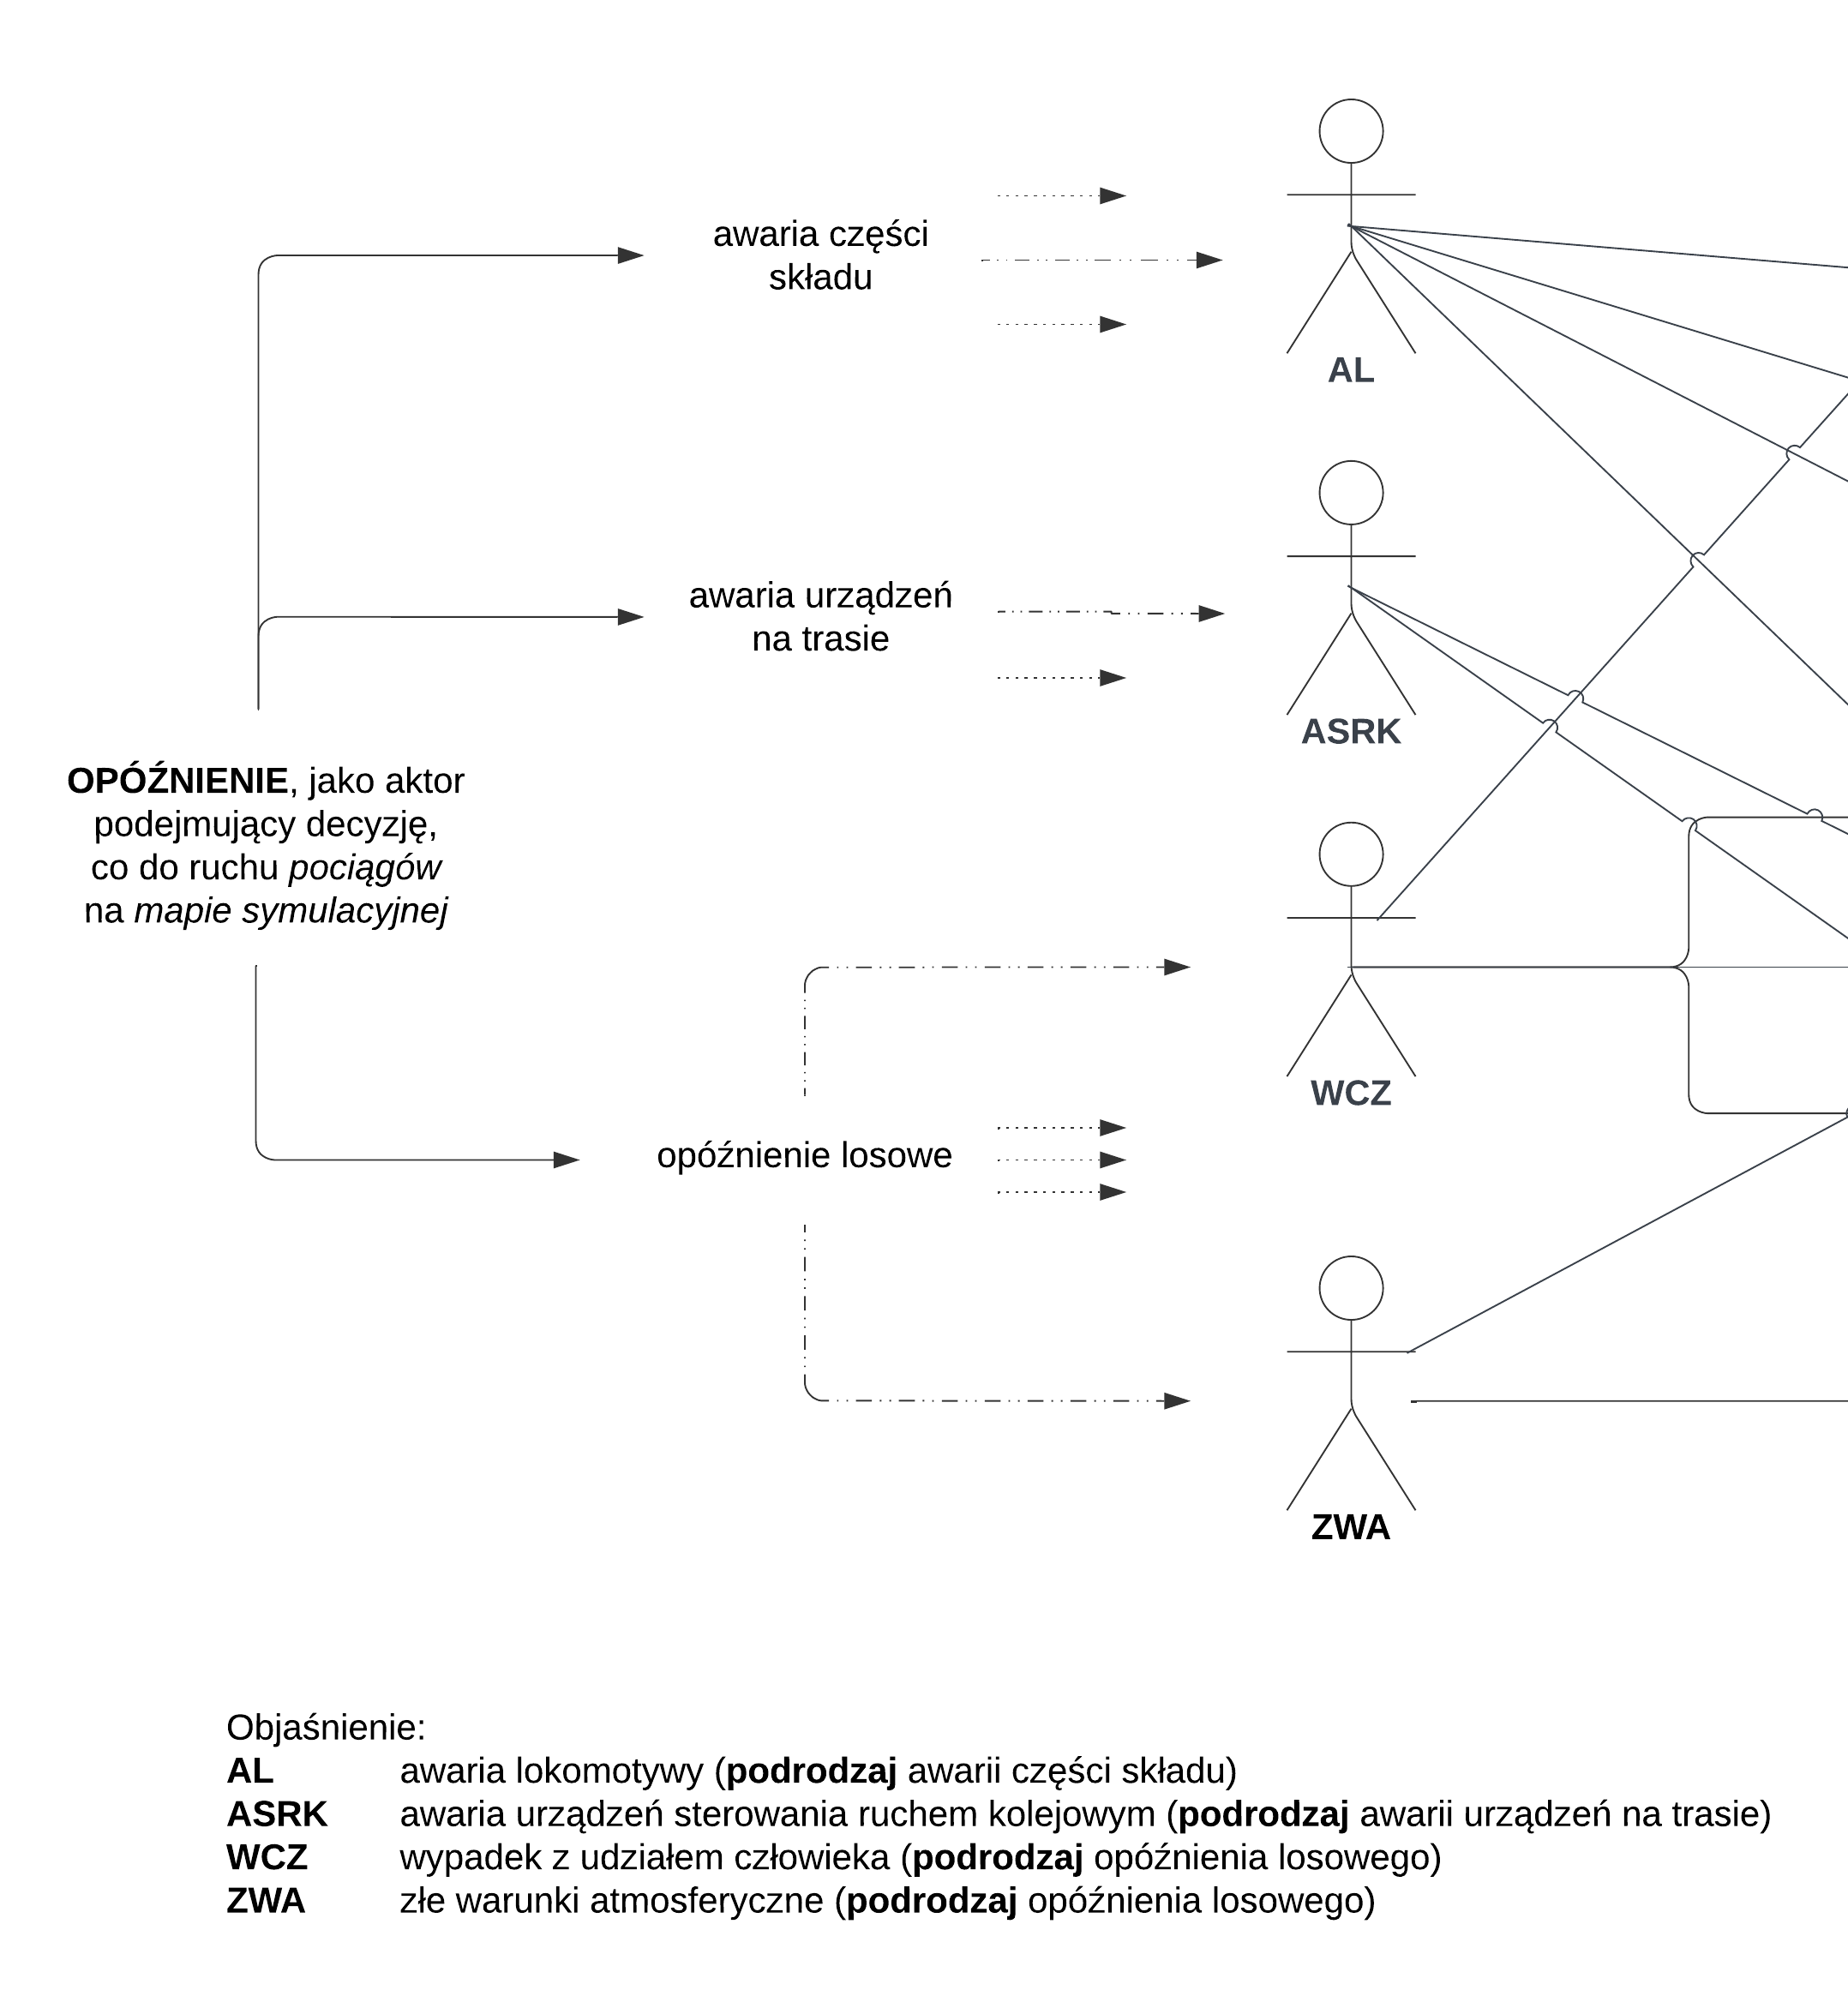 awaria części
składu
AL
awaria urządzeń
na trasie
ASRK
OPÓŹNIENIE, jako aktor
podejmujący decyzję,
co do ruchu pociągów
na mapie symulacyjnej
WCZ
opóźnienie losowe
ZWA
Objaśnienie:
AL awaria lokomotywy (podrodzaj awarii części składu)
ASRK awaria urządzeń sterowania ruchem kolejowym (podrodzaj awarii urządzeń na trasie)
WCZ wypadek z udziałem człowieka (podrodzaj opóźnienia losowego)
ZWA złe warunki atmosferyczne (podrodzaj opóźnienia losowego)